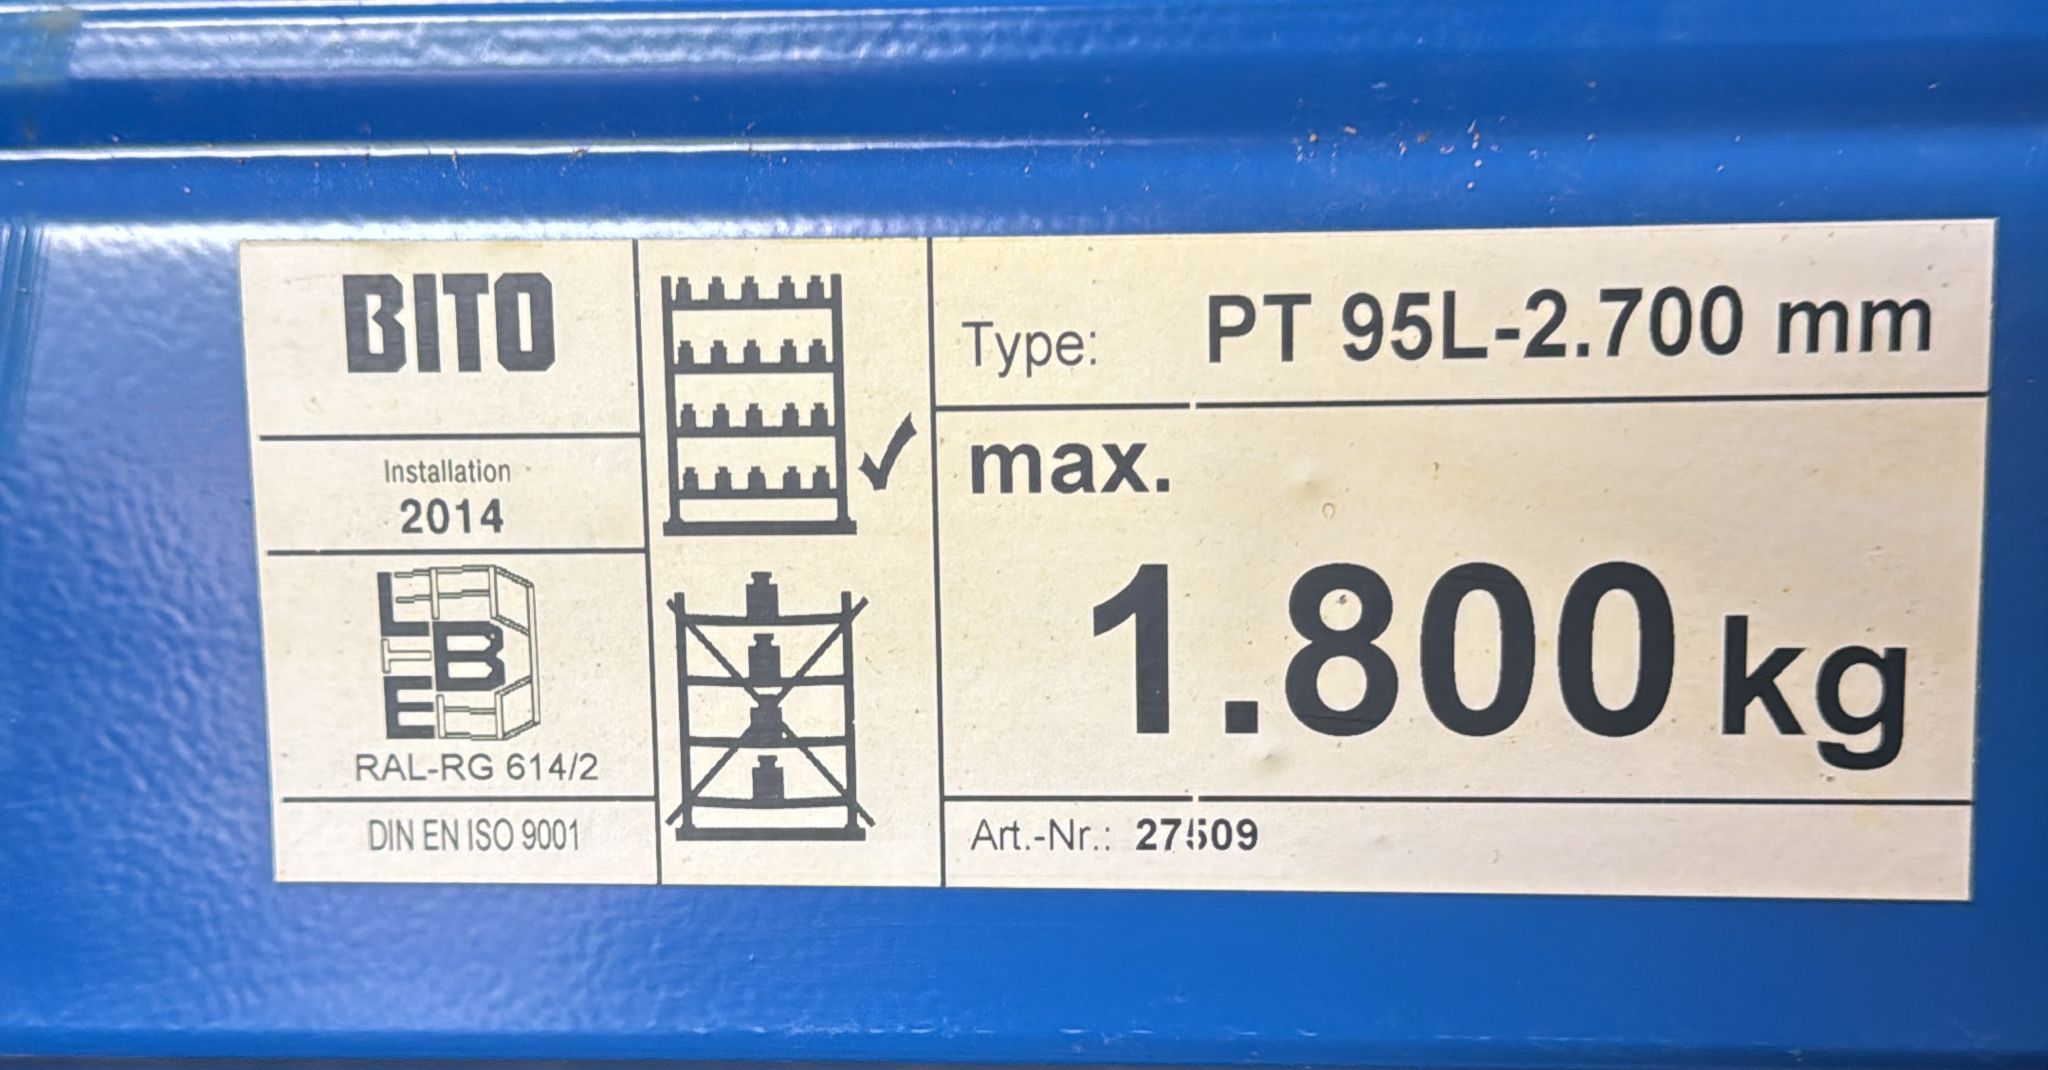 BITO
Installation
2014
L
E T B
E
RAL-RG 614/2
DIN EN ISO 9001
Type: PT 95L-2.700 mm
max.
1.800 kg
Art.-Nr.: 27509